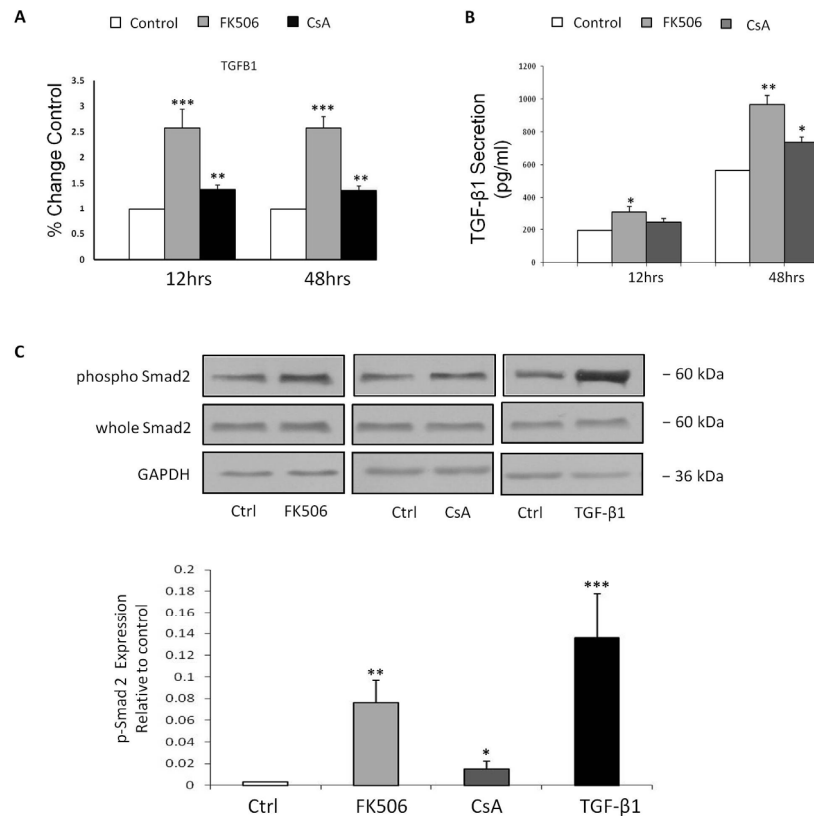 A
Control
FK506
CsA
TGFB1
% Change Control
3.5
3
2.5
2
1.5
1
0.5
0
***
**
***
**
12hrs
48hrs
B
Control
FK506
CsA
TGF-β1 Secretion
(pg/ml)
1200
1000
800
600
400
200
0
*
**
*
12hrs
48hrs
C
phospho Smad2
– 60 kDa
whole Smad2
– 60 kDa
GAPDH
– 36 kDa
Ctrl FK506 Ctrl CsA Ctrl TGF-β1
p-Smad 2 Expression
Relative to control
0.2
0.18
0.16
0.14
0.12
0.1
0.08
0.06
0.04
0.02
0
**
*
***
Ctrl FK506 CsA TGF-β1